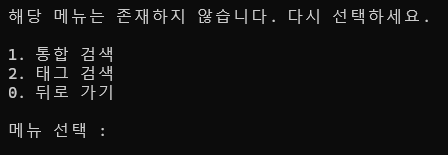 해당 메뉴는 존재하지 않습니다. 다시 선택하세요.
1. 통합 검색
2. 태그 검색
0. 뒤로 가기
메뉴 선택 :